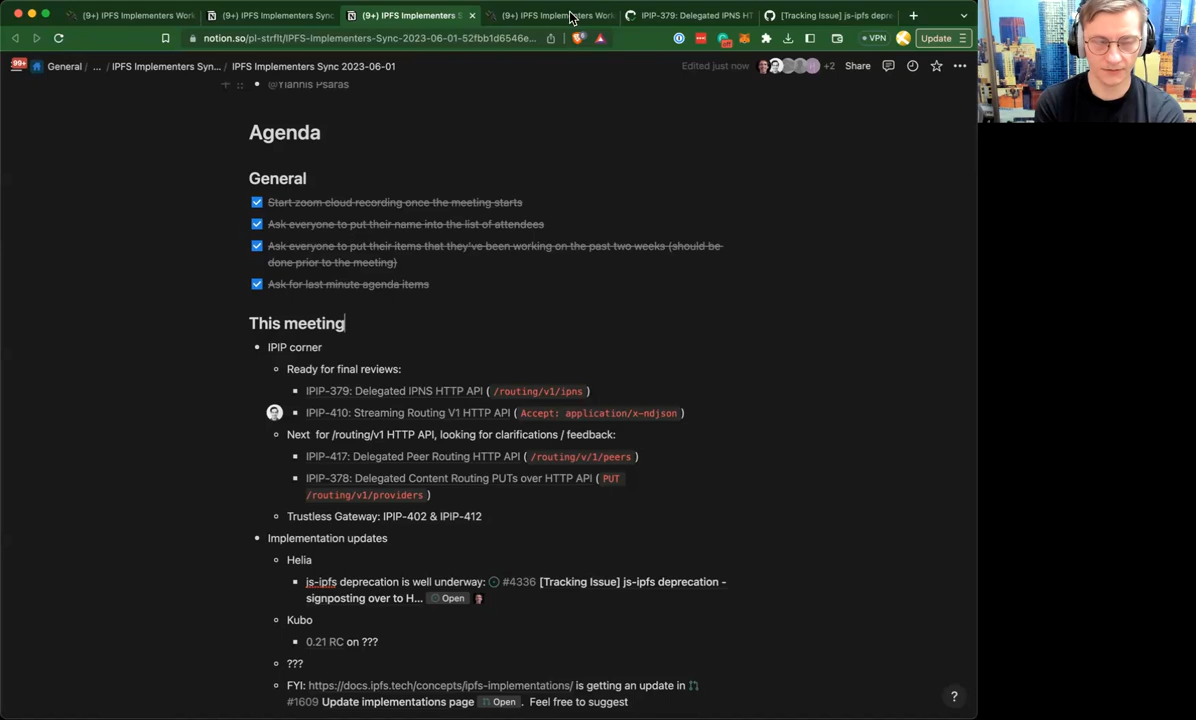 (9+) IPFS Implementers Work
(9+) IPFS Implementers Sync
(9+) IPFS Implementers S
(9+) IPFS Implementers Work
IPIP-379: Delegated IPNS HT
[Tracking Issue] js-ipfs depre
notion.so/pl-strflt/IPFS-Implementers-Sync-2023-06-01-52fbb1d6546e...
VPN
Update
99+
General / ... / IPFS Implementers Syn... / IPFS Implementers Sync 2023-06-01
Edited just now
+2
Share
@Yiannis Psaras
Agenda
General
Start zoom cloud recording once the meeting starts
Ask everyone to put their name into the list of attendees
Ask everyone to put their items that they've been working on the past two weeks (should be
done prior to the meeting)
Ask for last minute agenda items
This meeting
IPIP corner
Ready for final reviews:
IPIP-379: Delegated IPNS HTTP API ( /routing/v1/ipns )
IPIP-410: Streaming Routing V1 HTTP API ( Accept: application/x-ndjson )
Next for /routing/v1 HTTP API, looking for clarifications / feedback:
IPIP-417: Delegated Peer Routing HTTP API ( /routing/v/1/peers )
IPIP-378: Delegated Content Routing PUTs over HTTP API ( PUT
/routing/v1/providers )
Trustless Gateway: IPIP-402 & IPIP-412
Implementation updates
Helia
js-ipfs deprecation is well underway: #4336 [Tracking Issue] js-ipfs deprecation -
signposting over to H... Open
Kubo
0.21 RC on ???
???
FYI: https://docs.ipfs.tech/concepts/ipfs-implementations/ is getting an update in
#1609 Update implementations page Open . Feel free to suggest
?